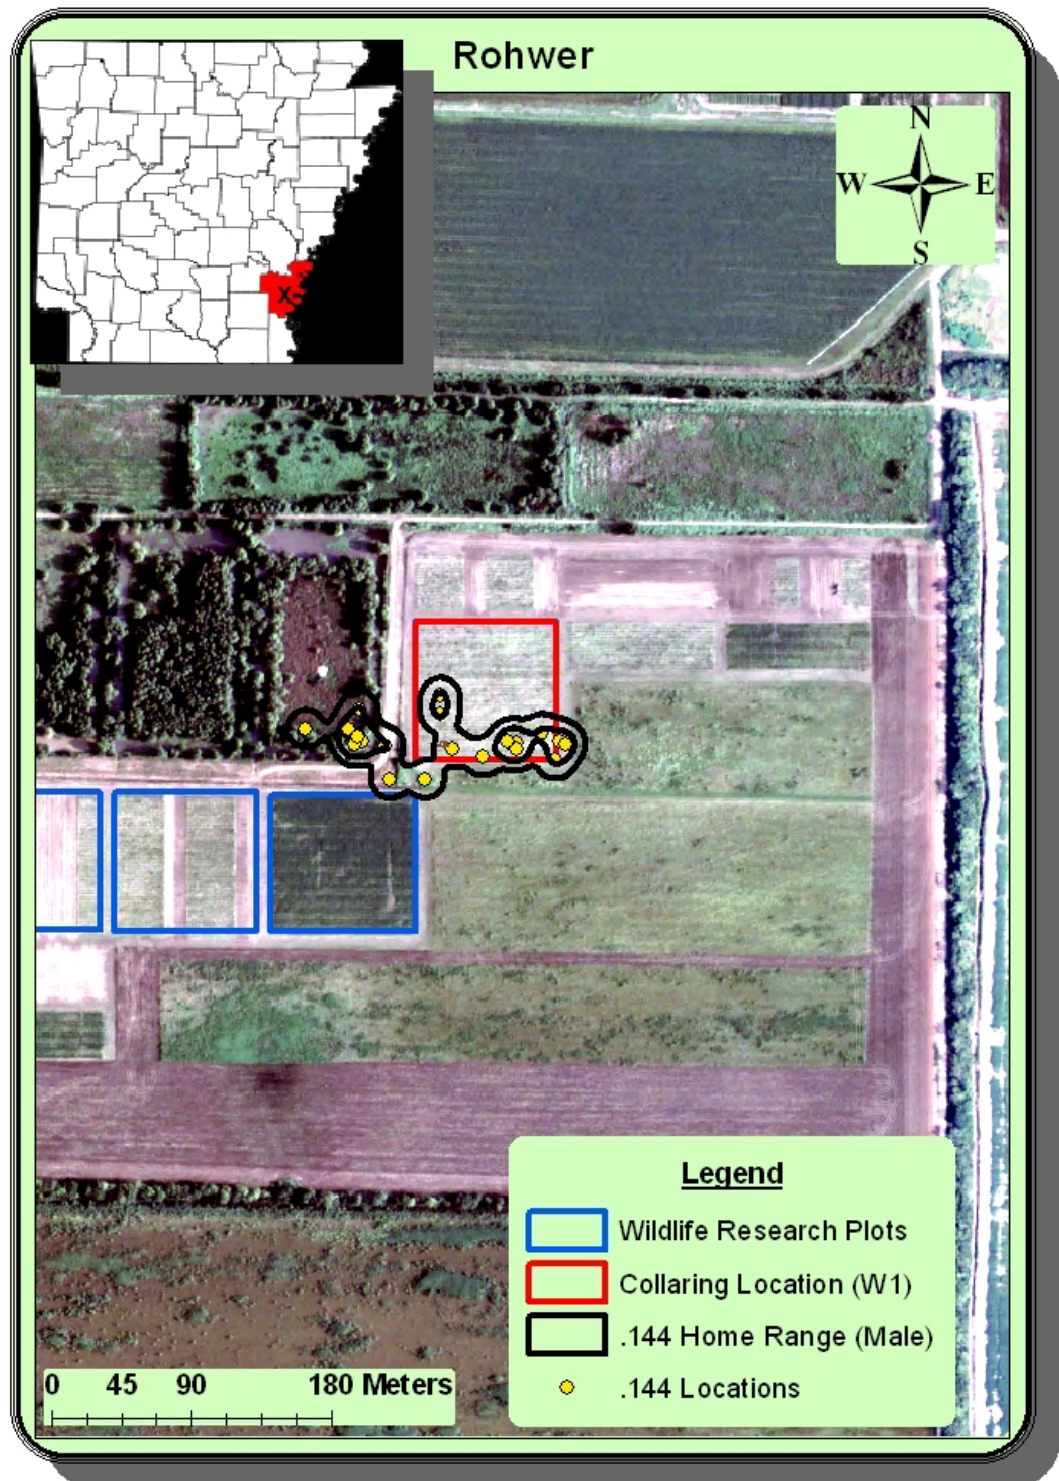 Rohwer
N
W E
S
X
Legend
Wildlife Research Plots
Collaring Location (W1)
.144 Home Range (Male)
.144 Locations
0 45 90 180 Meters